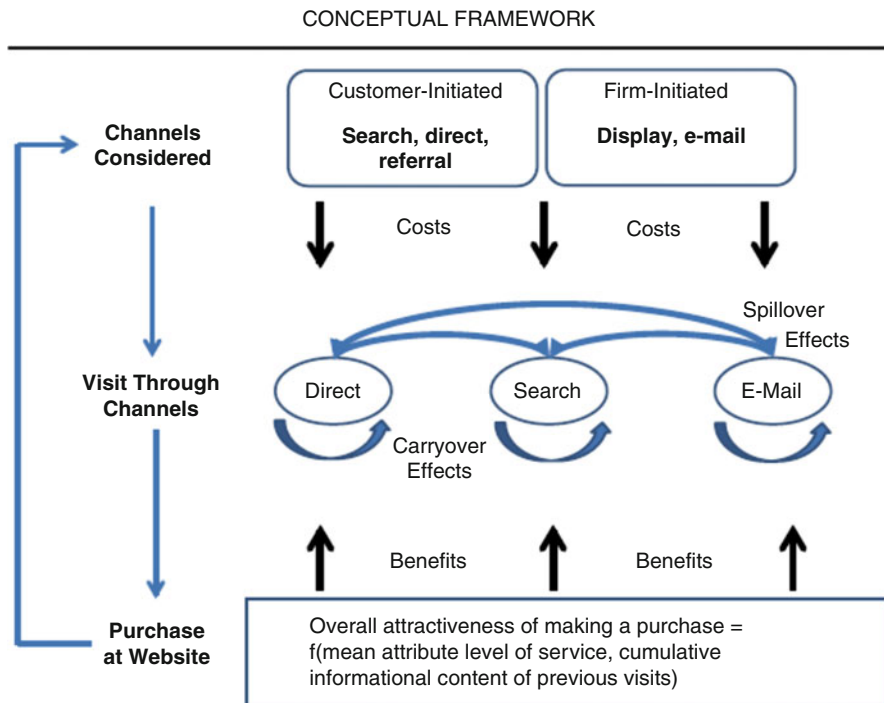 CONCEPTUAL FRAMEWORK
Channels
Considered
Customer-Initiated
Search, direct,
referral
Firm-Initiated
Display, e-mail
Costs
Costs
Spillover
Effects
Visit Through
Channels
Direct
Search
E-Mail
Carryover
Effects
Benefits
Benefits
Purchase
at Website
Overall attractiveness of making a purchase =
f(mean attribute level of service, cumulative
informational content of previous visits)